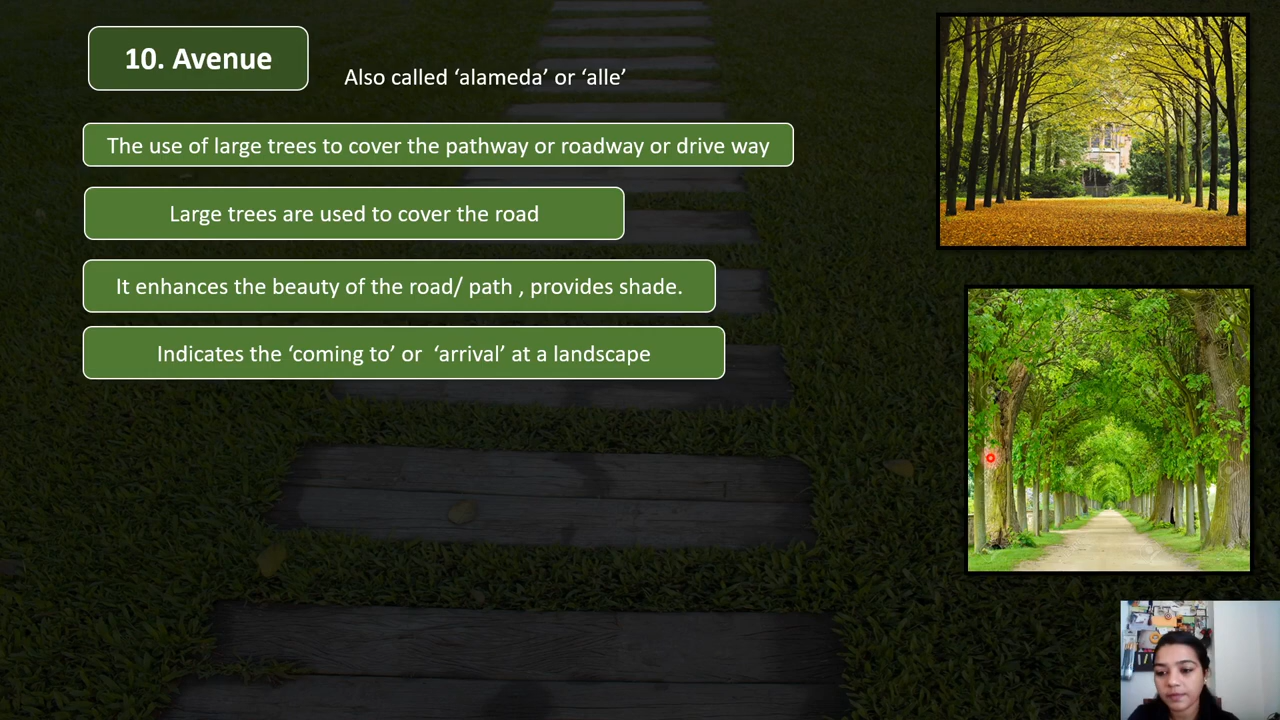 10. Avenue
Also called ‘alameda’ or ‘alle’
The use of large trees to cover the pathway or roadway or drive way
Large trees are used to cover the road
It enhances the beauty of the road/ path , provides shade.
Indicates the ‘coming to’ or ‘arrival’ at a landscape